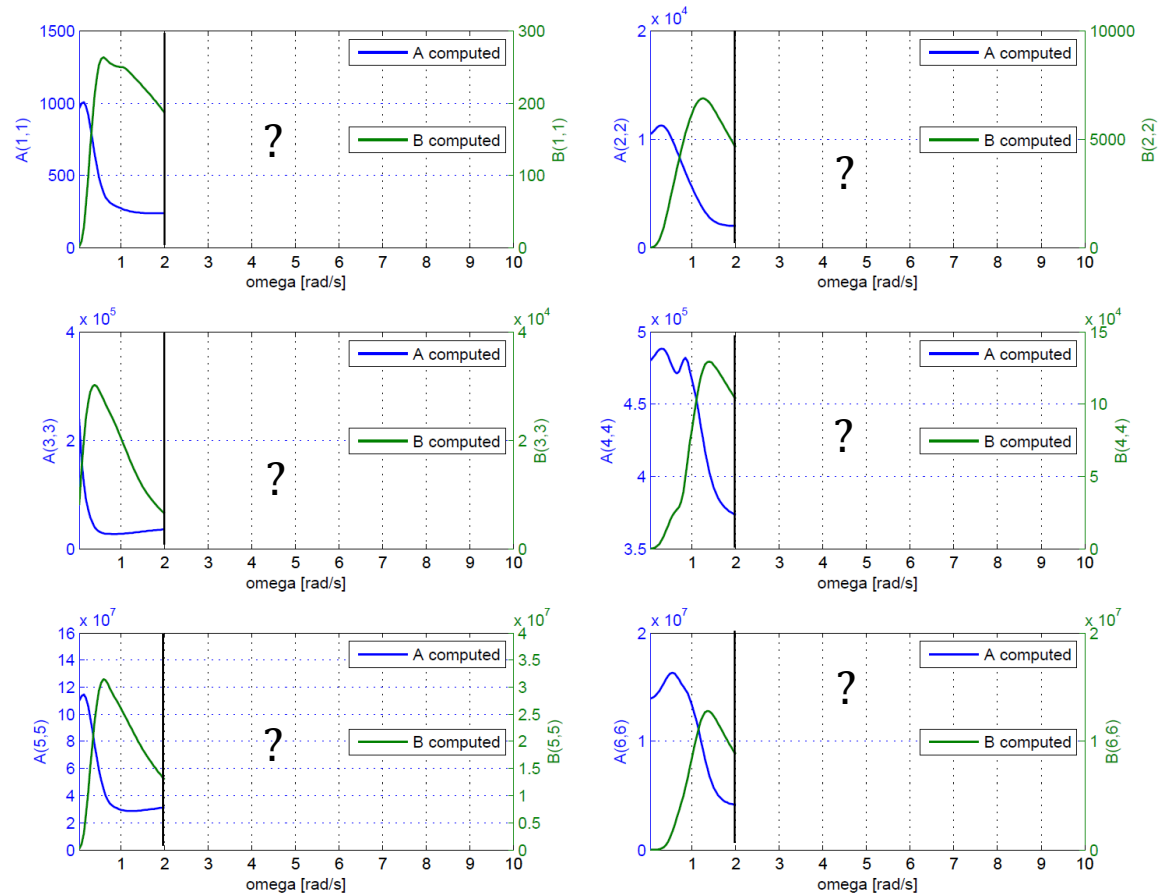 1500
1000
500
0
A(1,1)
300
200
100
0
B(1,1)
A computed
B computed
?
1 2 3 4 5 6 7 8 9 10
omega [rad/s]
x 10^4
2
1
0
A(2,2)
10000
5000
0
B(2,2)
A computed
B computed
?
1 2 3 4 5 6 7 8 9 10
omega [rad/s]
x 10^5
4
2
0
A(3,3)
x 10^4
4
2
0
B(3,3)
A computed
B computed
?
1 2 3 4 5 6 7 8 9 10
omega [rad/s]
x 10^5
5
4.5
4
3.5
A(4,4)
x 10^4
15
10
5
0
B(4,4)
A computed
B computed
?
1 2 3 4 5 6 7 8 9 10
omega [rad/s]
x 10^7
16
14
12
10
8
6
4
2
0
A(5,5)
x 10^7
4
3.5
3
2.5
2
1.5
1
0.5
0
B(5,5)
A computed
B computed
?
1 2 3 4 5 6 7 8 9 10
omega [rad/s]
x 10^7
2
1
0
A(6,6)
x 10^7
2
1
0
B(6,6)
A computed
B computed
?
1 2 3 4 5 6 7 8 9 10
omega [rad/s]